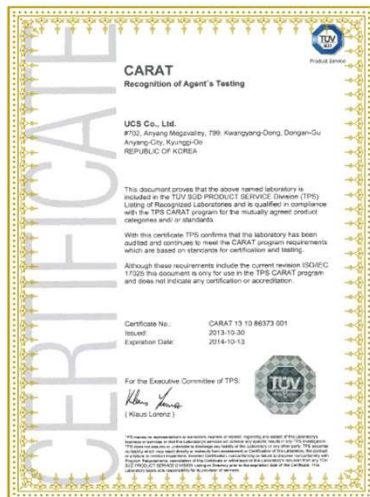 CERTIFICATE
TÜV
SÜD
Product Service
CARAT
Recognition of Agent's Testing
UCS Co., Ltd.
#702, Anyang Megavalley, 799, Kwangyang-Dong, Dongan-Gu
Anyang-City, Kyunggi-Do
REPUBLIC OF KOREA
This document proves that the above named laboratory is
included in the TÜV SÜD PRODUCT SERVICE Division (TPS)
Listing of Recognized Laboratories and is qualified in compliance
with the TPS CARAT program for the mutually agreed product
categories and/ or standards.
With this certificate TPS confirms that the laboratory has been
audited and continues to meet the CARAT program requirements
which are based on standards for certification and testing.
Although these requirements include the current revision ISO/IEC
17025 this document is only for use in the TPS CARAT program
and does not indicate any certification or accreditation.
Certificate No.: CARAT 13 10 86373 001
Issued: 2013-10-30
Expiration Date: 2014-10-13
For the Executive Committee of TPS:
TÜV
( Klaus Lorenz )